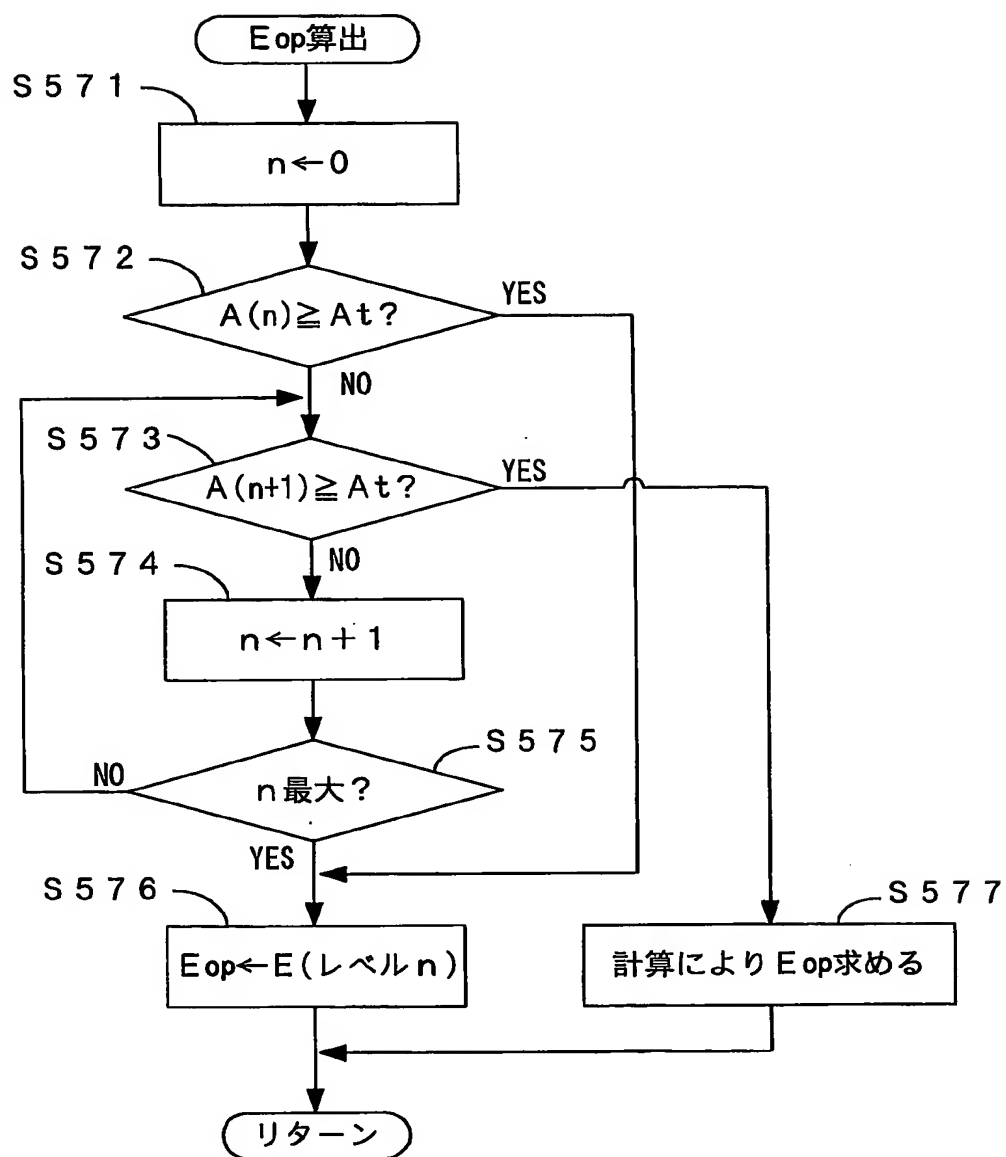 Eop算出
S571
n←0
S572
A(n)≧At?
YES
NO
S573
A(n+1)≧At?
YES
NO
S574
n←n+1
S575
n最大?
NO
YES
S576
Eop←E(レベルn)
S577
計算によりEop求める
リターン